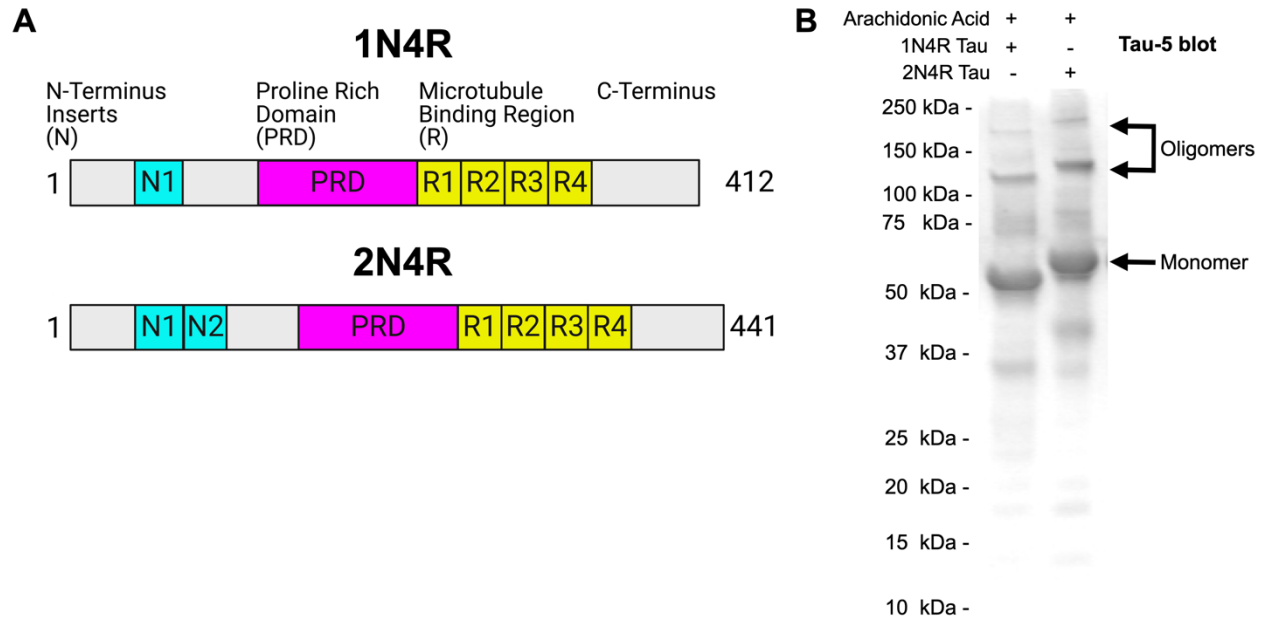 A
1N4R
N-Terminus
Inserts
(N)
Proline Rich
Domain
(PRD)
Microtubule
Binding Region
(R)
C-Terminus
1 N1 PRD R1 R2 R3 R4 412
2N4R
1 N1 N2 PRD R1 R2 R3 R4 441
B
Arachidonic Acid + +
1N4R Tau + -
2N4R Tau - +
Tau-5 blot
250 kDa -
150 kDa -
100 kDa -
75 kDa -
50 kDa -
37 kDa -
25 kDa -
20 kDa -
15 kDa -
10 kDa -
Oligomers
Monomer